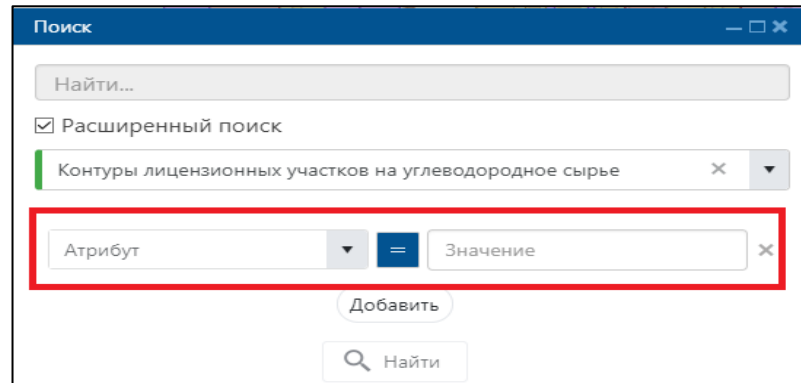 Поиск
Найти...
Расширенный поиск
Контуры лицензионных участков на углеводородное сырье
Атрибут = Значение
Добавить
Найти